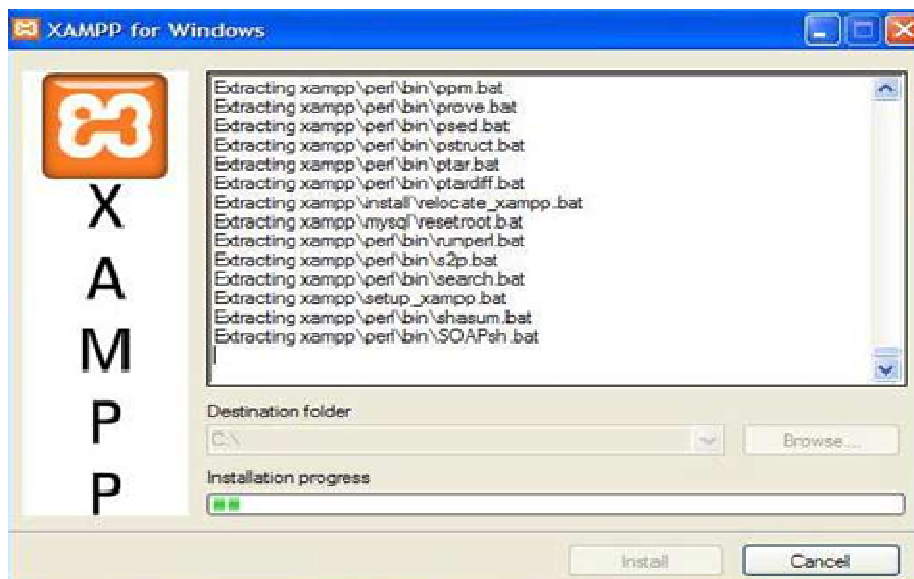 XAMPP for Windows
X
A
M
P
P
Extracting xampp\perl\bin\ppm.bat
Extracting xampp\perl\bin\prove.bat
Extracting xampp\perl\bin\psed.bat
Extracting xampp\perl\bin\pstruct.bat
Extracting xampp\perl\bin\ptar.bat
Extracting xampp\perl\bin\ptardiff.bat
Extracting xampp\install\relocate_xampp.bat
Extracting xampp\mysql\resetroot.bat
Extracting xampp\perl\bin\runperl.bat
Extracting xampp\perl\bin\s2p.bat
Extracting xampp\perl\bin\search.bat
Extracting xampp\setup_xampp.bat
Extracting xampp\perl\bin\shasum.bat
Extracting xampp\perl\bin\SOAPsh.bat
Destination folder
C:\
Browse...
Installation progress
Install
Cancel